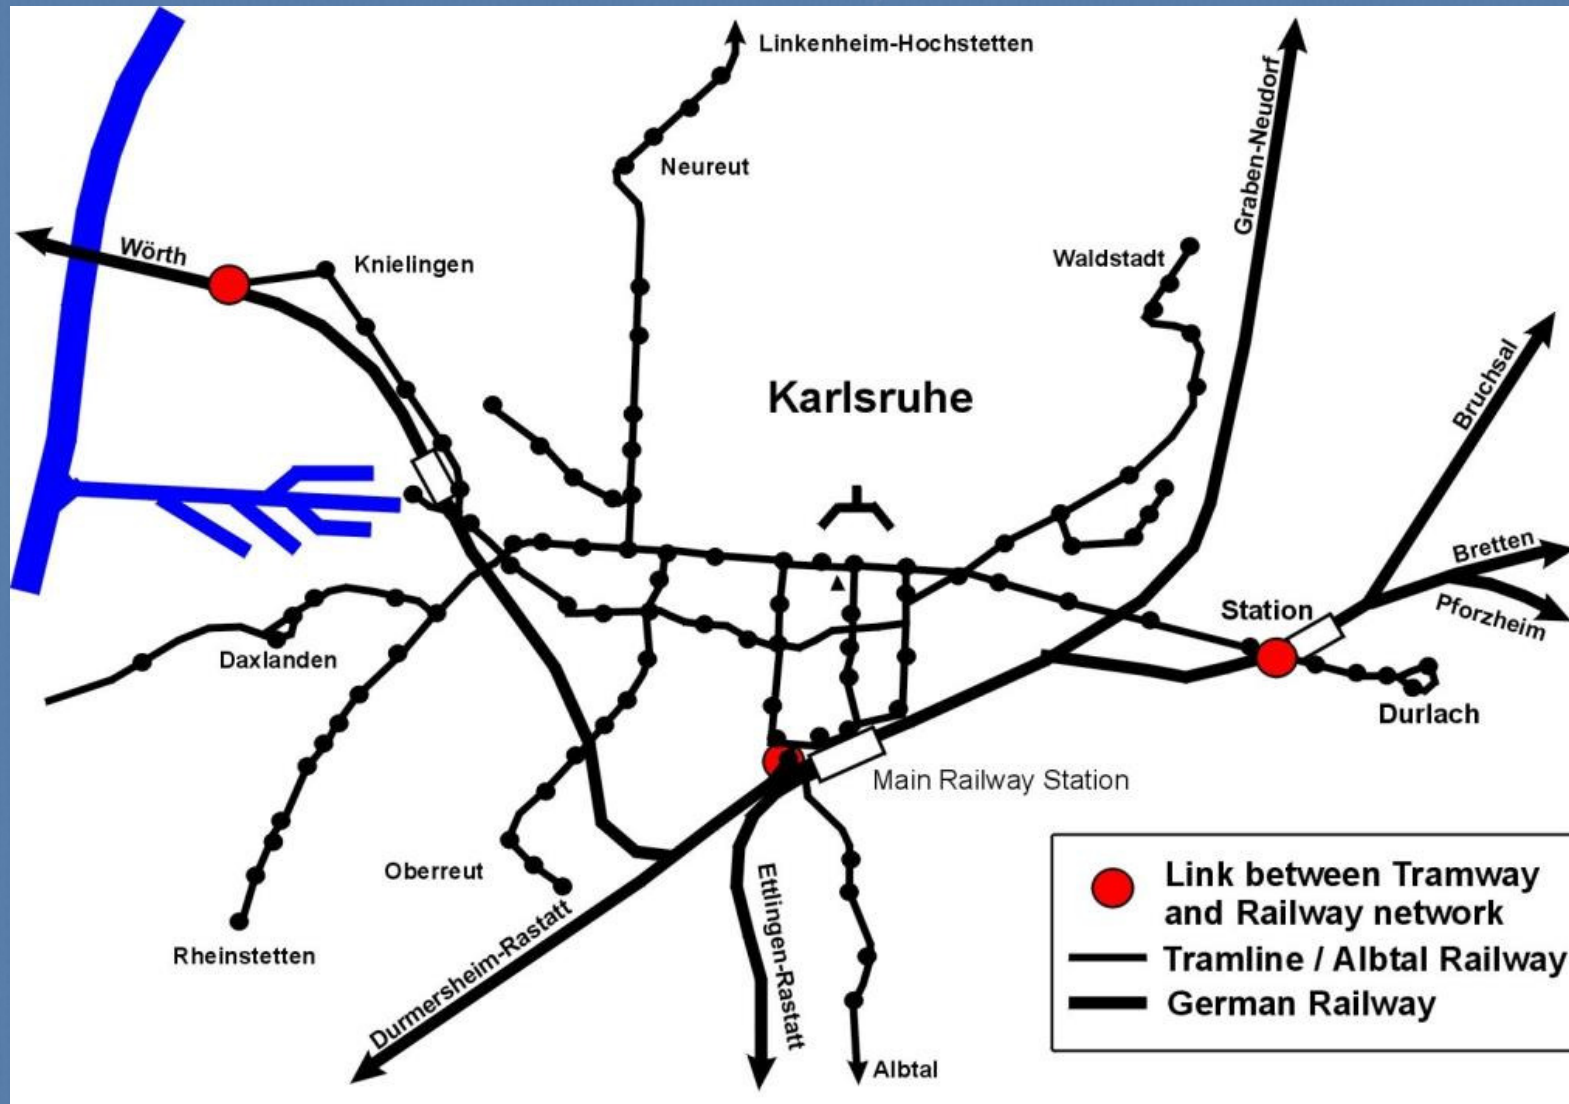 Linkenheim-Hochstetten
Graben-Neudorf
Neureut
Wörth
Knielingen
Waldstadt
Karlsruhe
Bruchsal
Bretten
Pforzheim
Station
Daxlanden
Durlach
Main Railway Station
Oberreut
Rheinstetten
Durmersheim-Rastatt
Ettlingen-Rastatt
Albtal
Link between Tramway
and Railway network
Tramline / Albtal Railway
German Railway